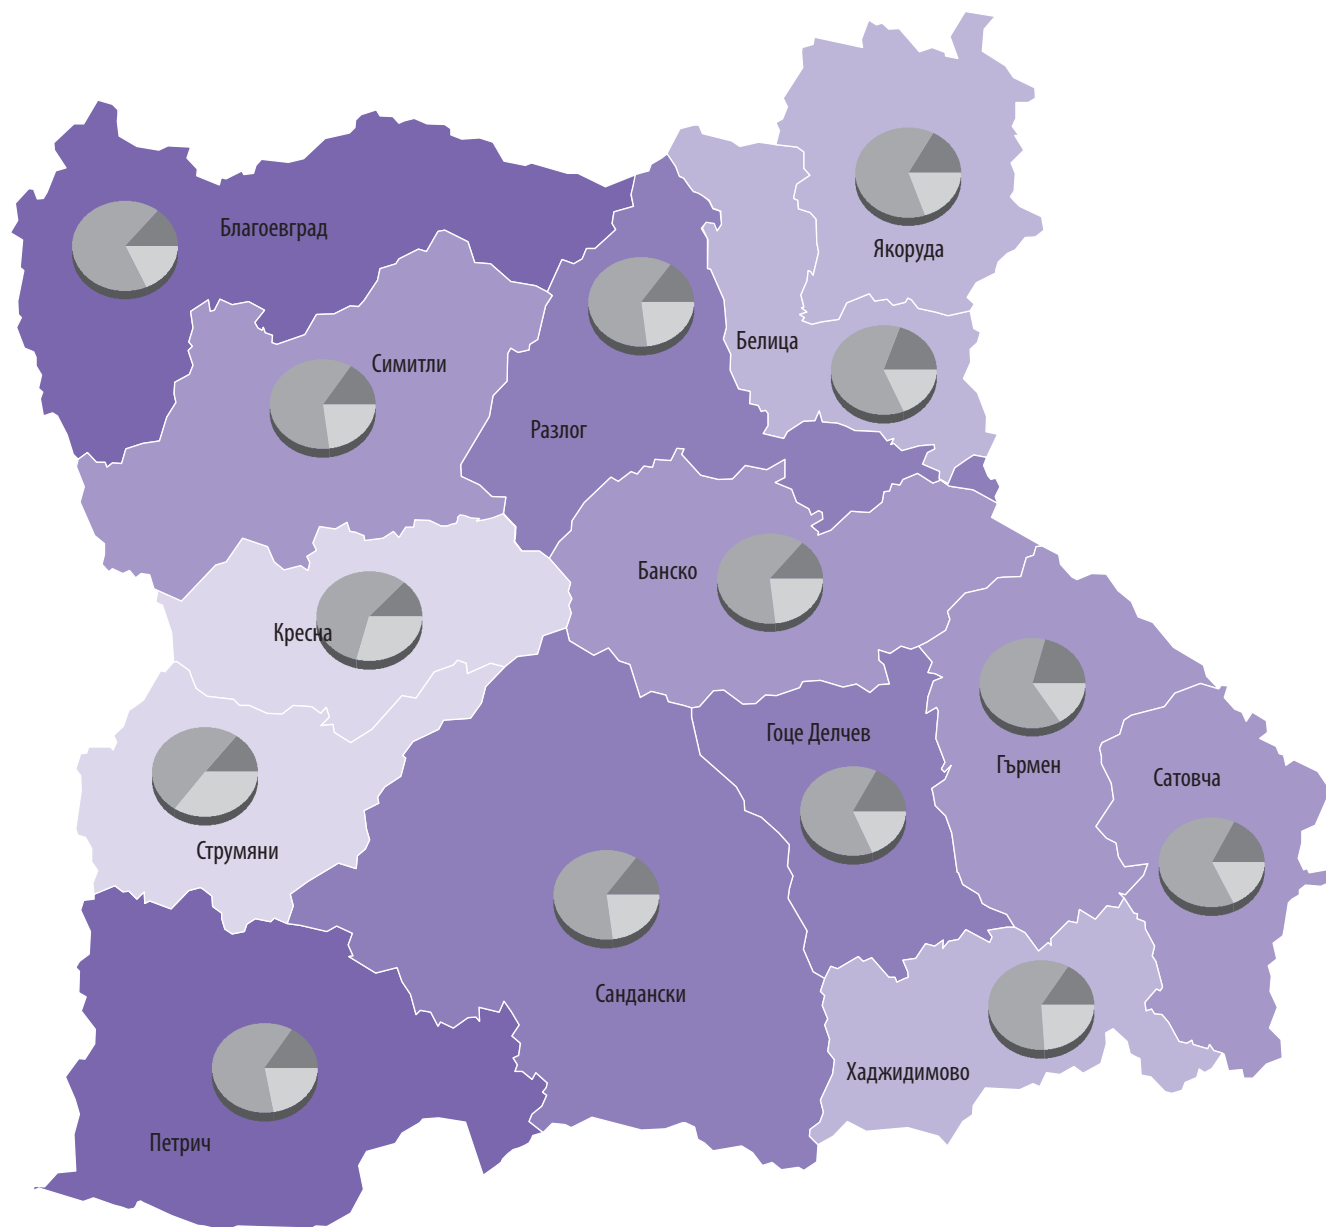 Благоевград
Якоруда
Белица
Симитли
Разлог
Банско
Кресна
Гоце Делчев
Гърмен
Сатовча
Струмяни
Сандански
Хаджидимово
Петрич